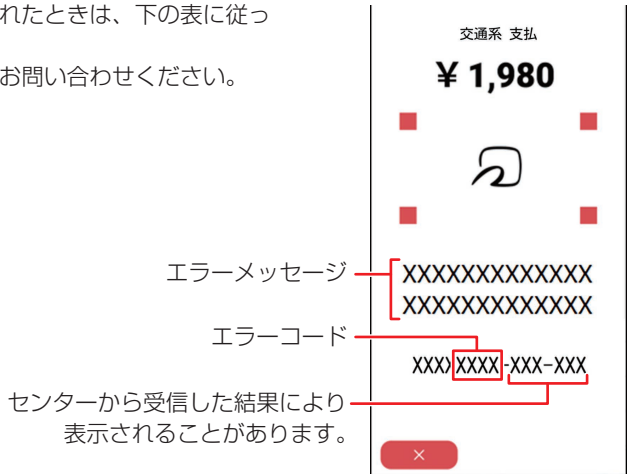 れたときは、下の表に従っ
お問い合わせください。
交通系 支払
¥ 1,980
エラーメッセージ
XXXXXXXXXXXXX
XXXXXXXXXXXXX
エラーコード
XXXXXXXX-XXX-XXX
センターから受信した結果により
表示されることがあります。
×